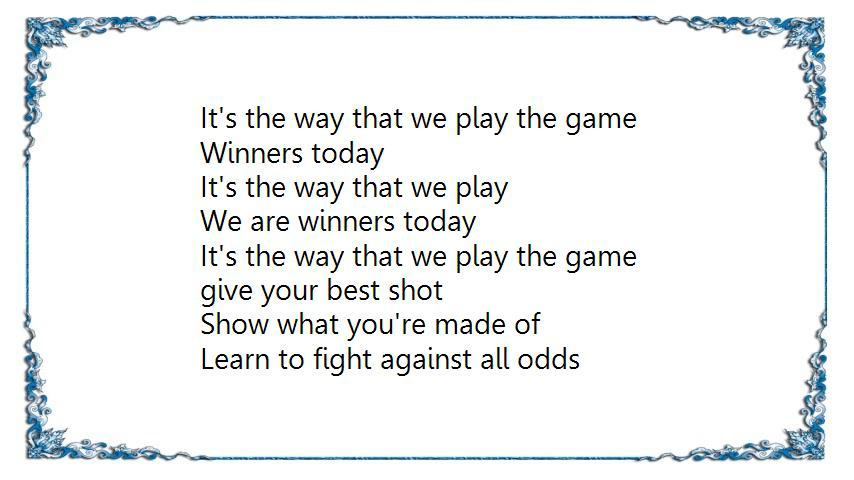 It's the way that we play the game
Winners today
It's the way that we play
We are winners today
It's the way that we play the game
give your best shot
Show what you're made of
Learn to fight against all odds